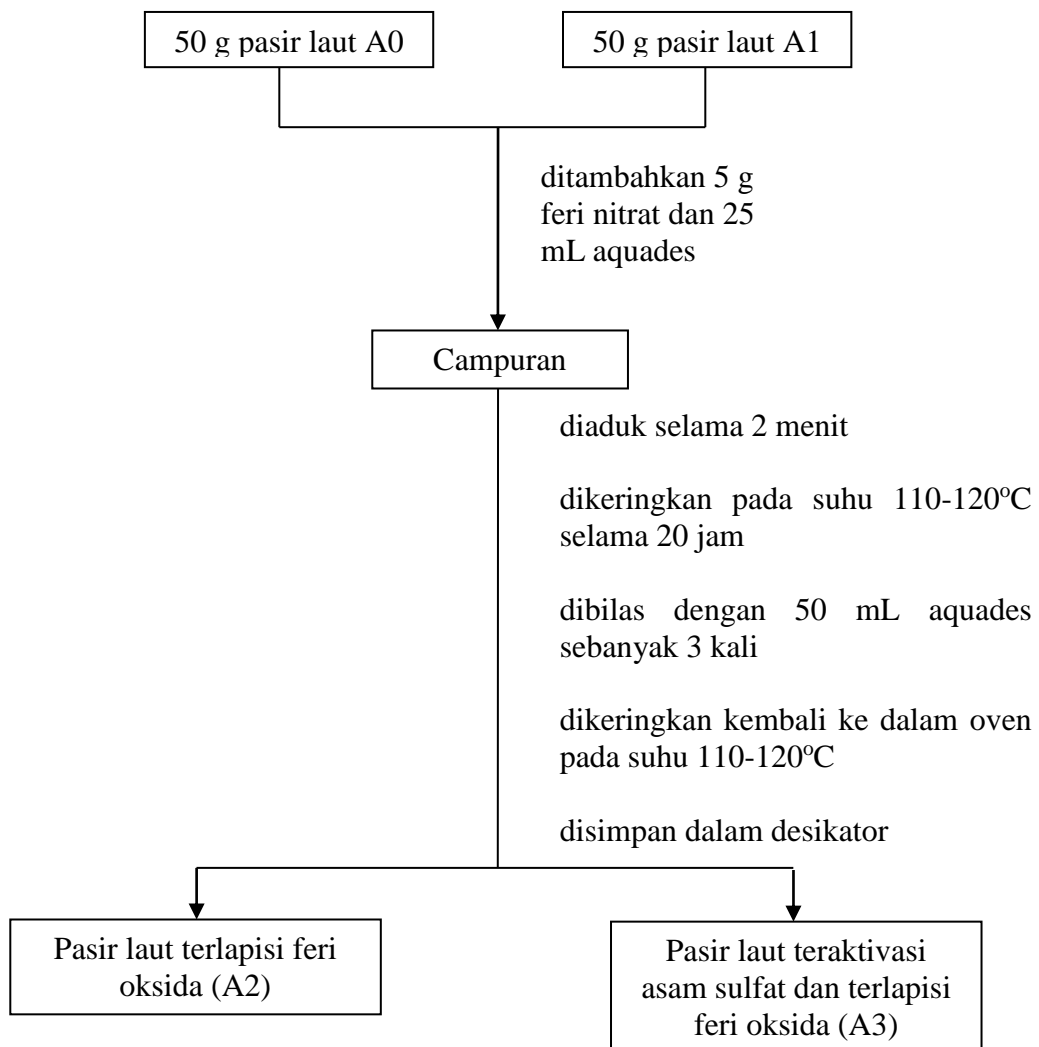 50 g pasir laut A0
50 g pasir laut A1
ditambahkan 5 g
feri nitrat dan 25
mL aquades
Campuran
diaduk selama 2 menit
dikeringkan pada suhu 110-120ºC
selama 20 jam
dibilas dengan 50 mL aquades
sebanyak 3 kali
dikeringkan kembali ke dalam oven
pada suhu 110-120ºC
disimpan dalam desikator
Pasir laut terlapisi feri
oksida (A2)
Pasir laut teraktivasi
asam sulfat dan terlapisi
feri oksida (A3)